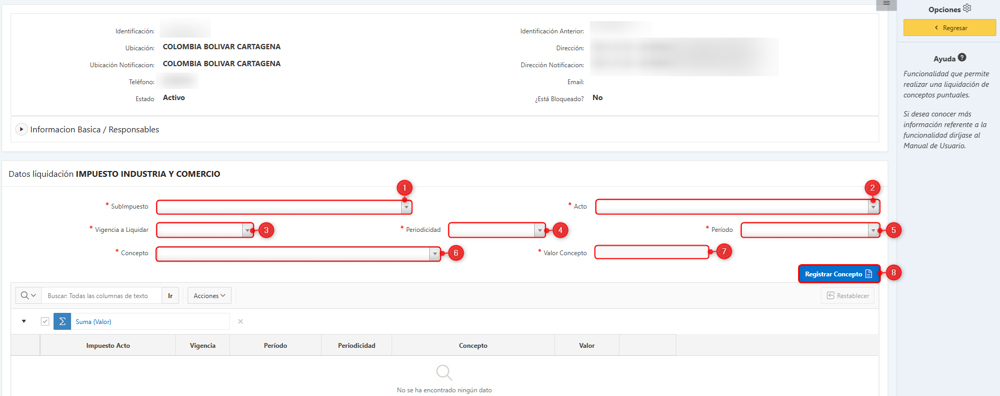 Opciones
Regresar
Identificación:
Identificación Anterior:
Ubicación: COLOMBIA BOLIVAR CARTAGENA
Dirección:
Ubicación Notificacion: COLOMBIA BOLIVAR CARTAGENA
Dirección Notificacion:
Teléfono:
Email:
Estado Activo
¿Está Bloqueado? No
Informacion Basica / Responsables
Ayuda ?
Funcionalidad que permite
realizar una liquidación de
conceptos puntuales.
Si desea conocer más
información referente a la
funcionalidad diríjase al
Manual de Usuario.
Datos liquidación IMPUESTO INDUSTRIA Y COMERCIO
1
2
* SubImpuesto
* Acto
* Vigencia a Liquidar
3
* Periodicidad
4
* Período
5
* Concepto
6
* Valor Concepto
7
Registrar Concepto
8
Buscar: Todas las columnas de texto
Ir
Acciones
Restablecer
Σ Suma (Valor)
Impuesto Acto Vigencia Período Periodicidad Concepto Valor
No se ha encontrado ningún dato